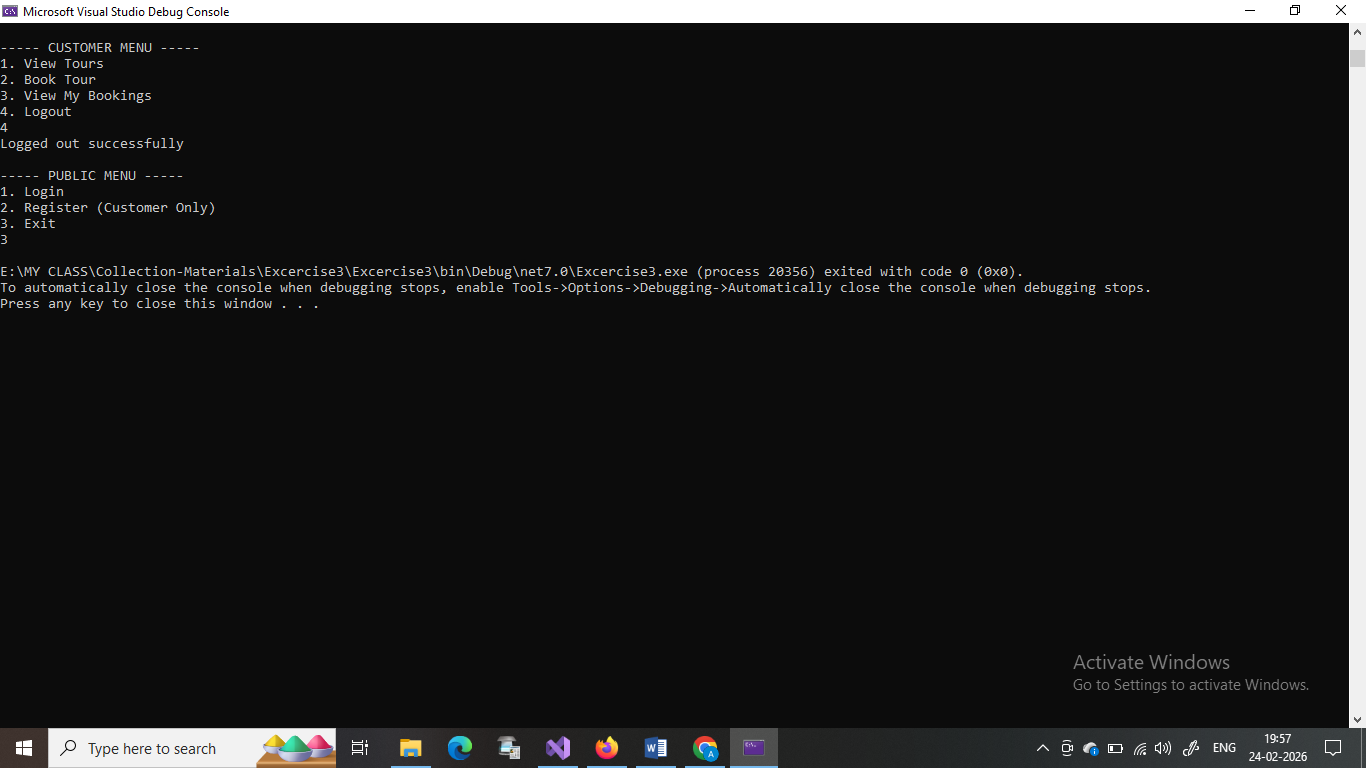 Microsoft Visual Studio Debug Console
----- CUSTOMER MENU -----
1. View Tours
2. Book Tour
3. View My Bookings
4. Logout
4
Logged out successfully
----- PUBLIC MENU -----
1. Login
2. Register (Customer Only)
3. Exit
3
E:\MY CLASS\Collection-Materials\Excercise3\Excercise3\bin\Debug\net7.0\Excercise3.exe (process 20356) exited with code 0 (0x0).
To automatically close the console when debugging stops, enable Tools->Options->Debugging->Automatically close the console when debugging stops.
Press any key to close this window . . .
Activate Windows
Go to Settings to activate Windows.
Type here to search
ENG
19:57
24-02-2026